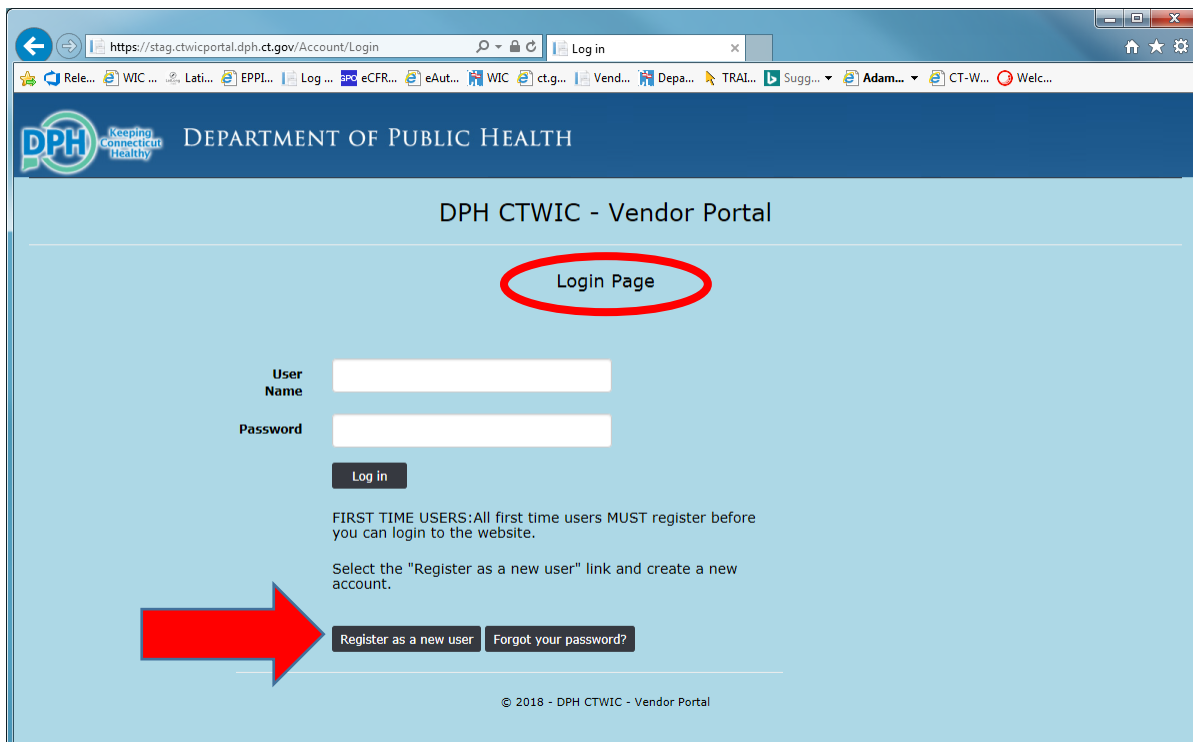 https://stag.ctwicportal.dph.ct.gov/Account/Login
Log in
Rele... WIC ... Lati... EPPI... Log ... SPO eCFR... eAut... WIC ct.g... Vend... Depa... TRAI... Sugg... Adam... CT-W... Welc...
DPH Keeping Connecticut Healthy
DEPARTMENT OF PUBLIC HEALTH
DPH CTWIC - Vendor Portal
Login Page
User
Name
Password
Log in
FIRST TIME USERS:All first time users MUST register before
you can login to the website.
Select the "Register as a new user" link and create a new
account.
Register as a new user Forgot your password?
© 2018 - DPH CTWIC - Vendor Portal